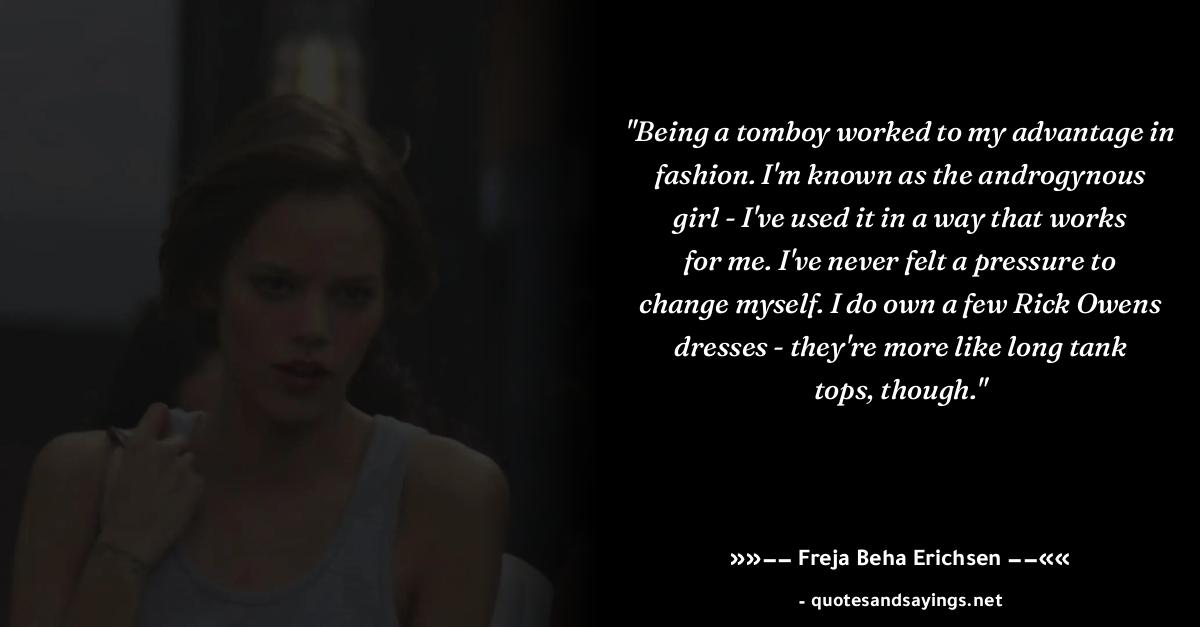 "Being a tomboy worked to my advantage in
fashion. I'm known as the androgynous
girl - I've used it in a way that works
for me. I've never felt a pressure to
change myself. I do own a few Rick Owens
dresses - they're more like long tank
tops, though."
»»−− Freja Beha Erichsen −−««
- quotesandsayings.net